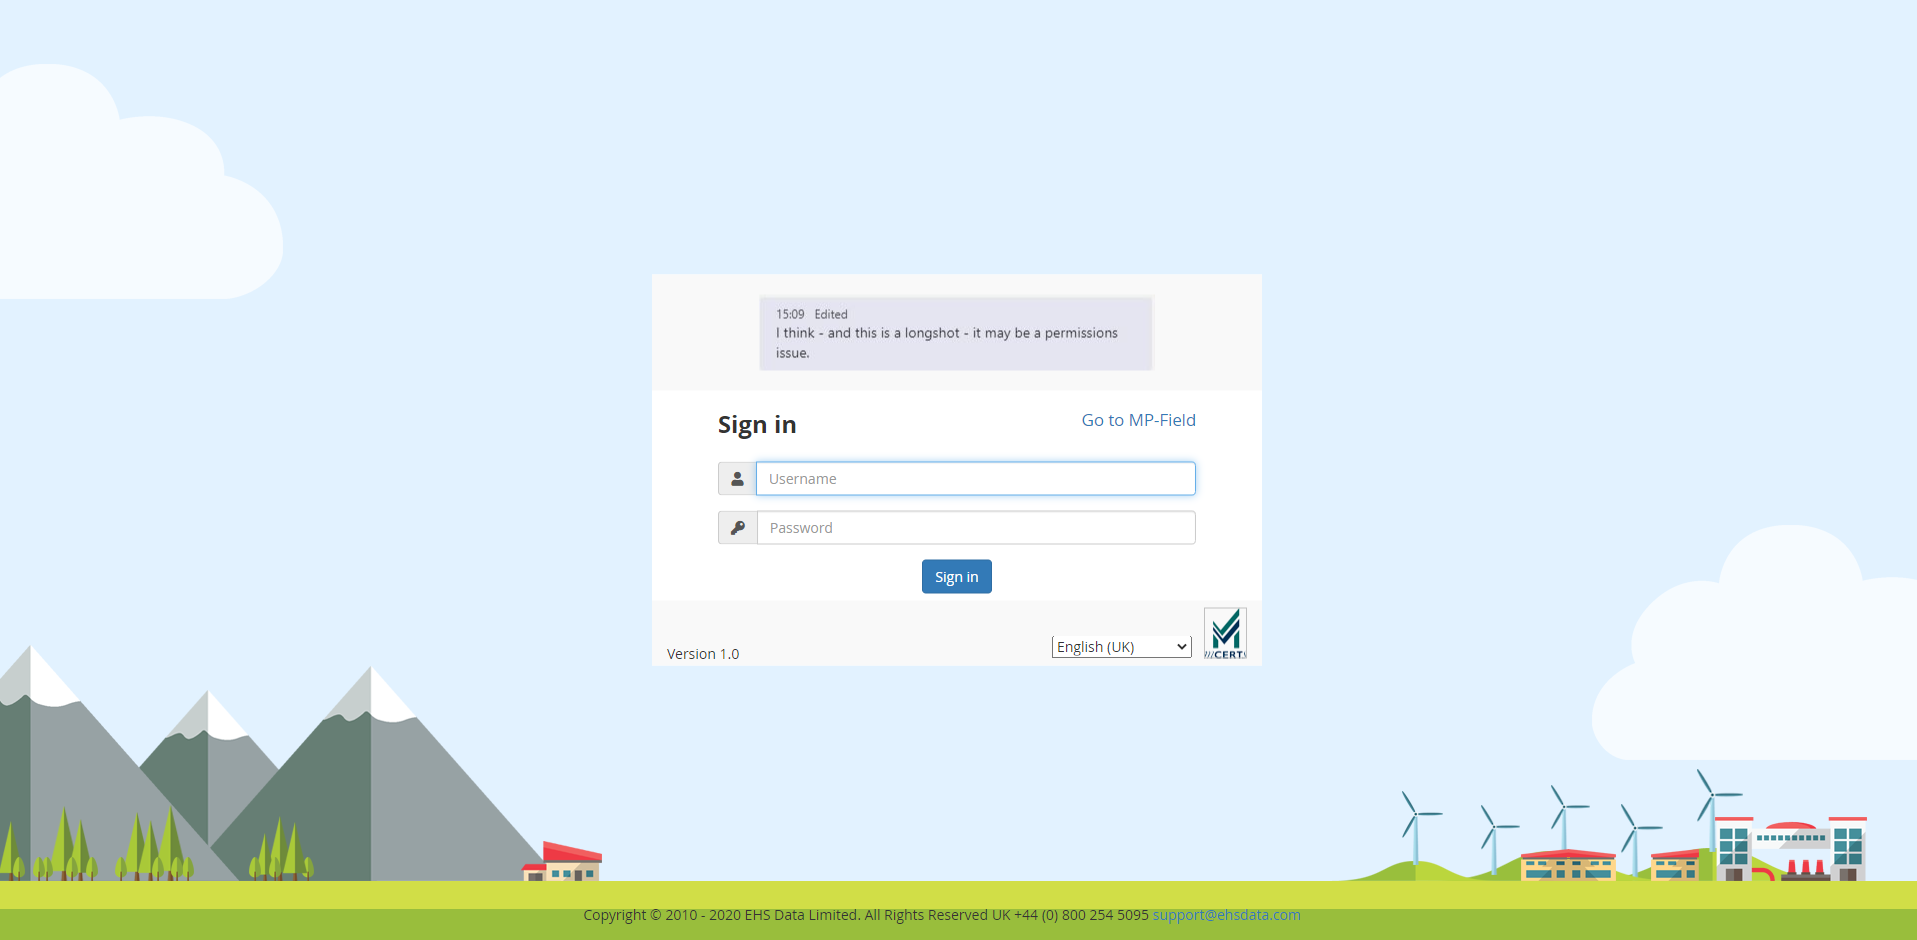 15:09 Edited
I think - and this is a longshot - it may be a permissions
issue.
Sign in
Go to MP-Field
Username
Password
Sign in
Version 1.0
English (UK)
CERT
Copyright © 2010 - 2020 EHS Data Limited. All Rights Reserved UK +44 (0) 800 254 5095 support@ehsdata.com